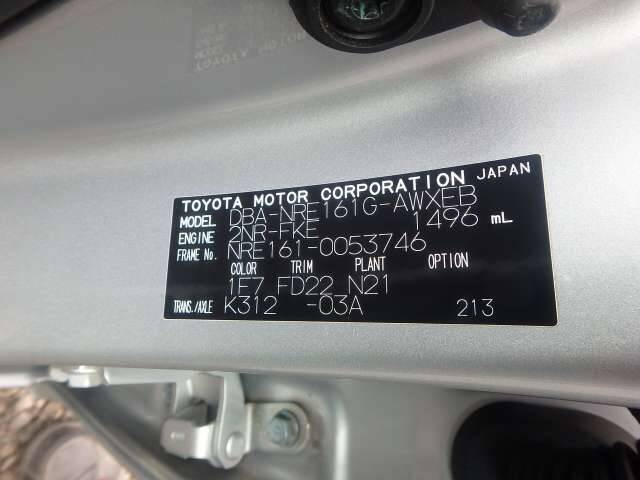 TOYOTA MOTOR CORPORATION JAPAN
MODEL DBA-NRE161G-AWXEB
ENGINE 2NR-FKE 1496 mL
FRAME No. NRE161-0053746
COLOR TRIM PLANT OPTION
1F7 FD22 N21
TRANS./AXLE K312 -03A 213